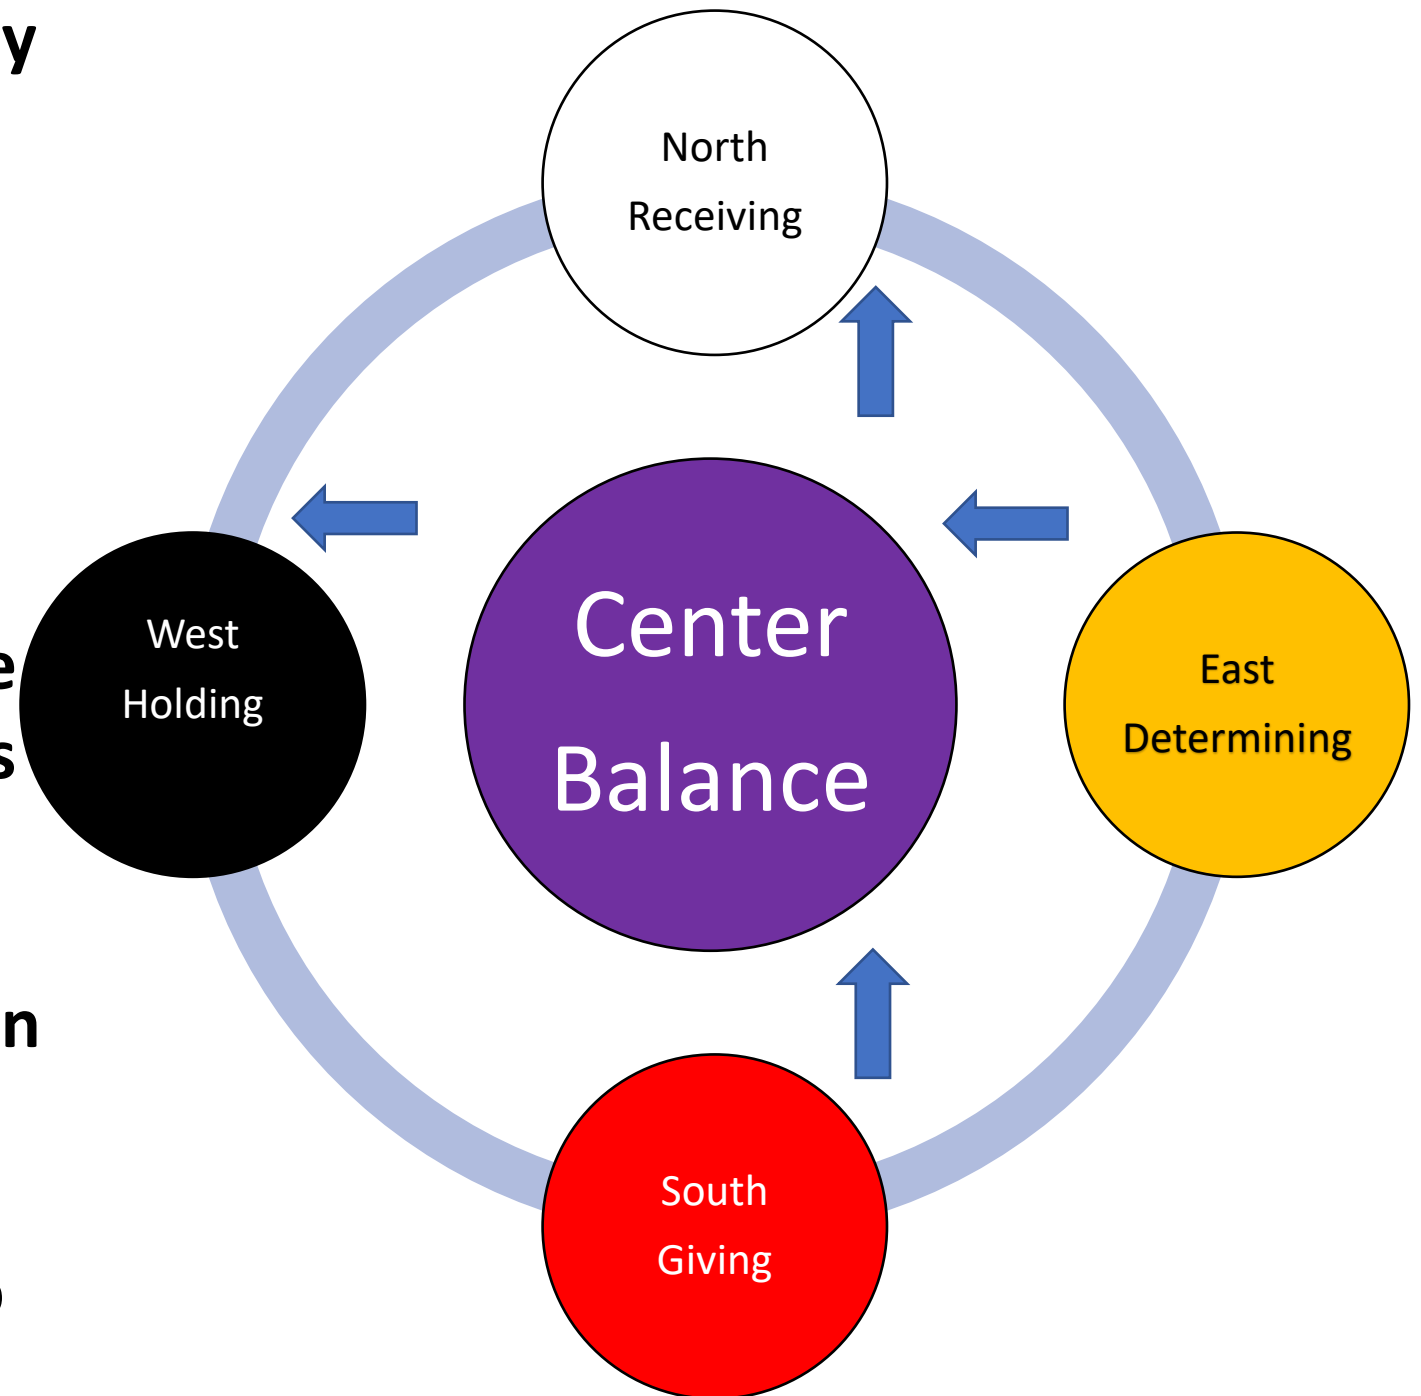 y
North
Receiving
West
Holding
e
s
Center
Balance
East
Determining
n
South
Giving